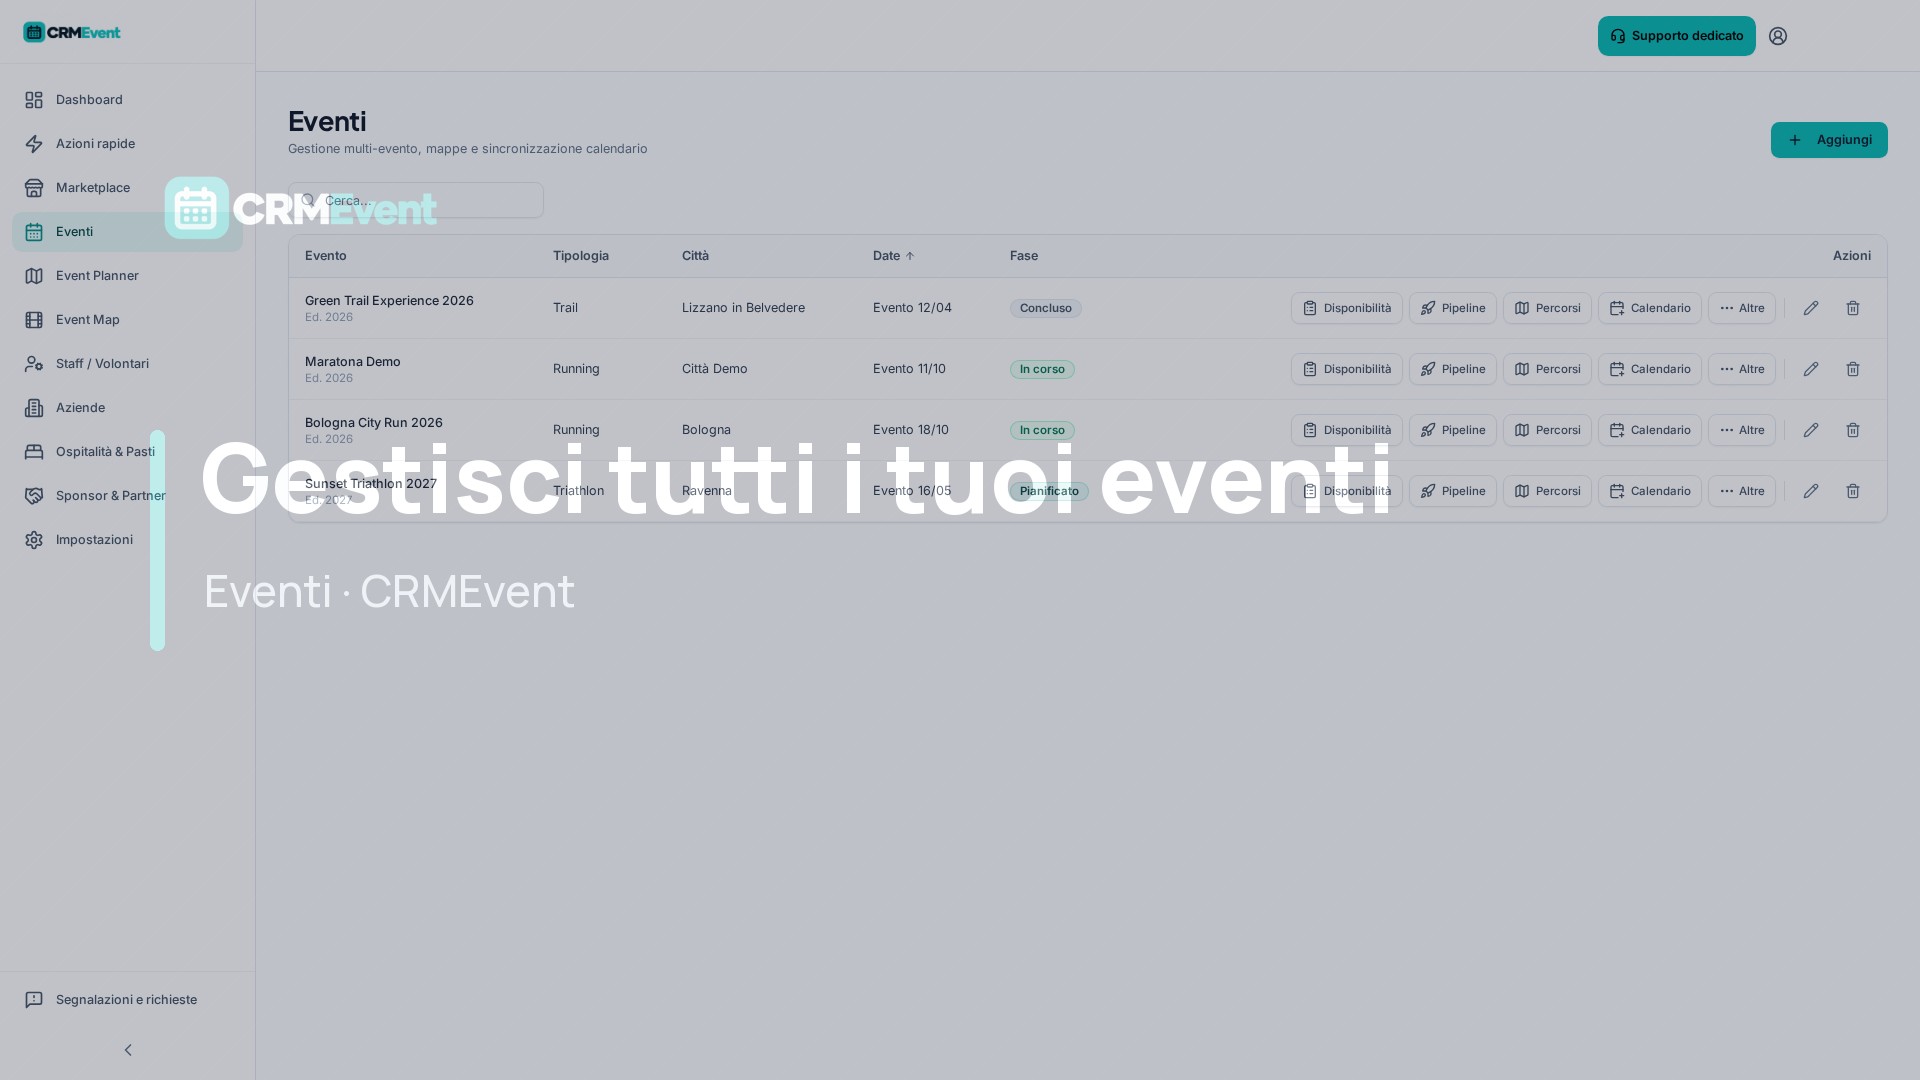 CRMEvent
Supporto dedicato
Dashboard
Azioni rapide
Marketplace
Eventi
Event Planner
Event Map
Staff / Volontari
Aziende
Ospitalità & Pasti
Sponsor & Partner
Impostazioni
Segnalazioni e richieste
Eventi
Gestione multi-evento, mappe e sincronizzazione calendario
Aggiungi
Cerca...
CRMEvent
Evento Tipologia Città Date Fase Azioni
Green Trail Experience 2026 Trail Lizzano in Belvedere Evento 12/04 Concluso Disponibilità Pipeline Percorsi Calendario Altre
Ed. 2026
Maratona Demo Running Città Demo Evento 11/10 In corso Disponibilità Pipeline Percorsi Calendario Altre
Ed. 2026
Bologna City Run 2026 Running Bologna Evento 18/10 In corso Disponibilità Pipeline Percorsi Calendario Altre
Ed. 2026
Sunset Triathlon 2027 Triathlon Ravenna Evento 16/05 Pianificato Disponibilità Pipeline Percorsi Calendario Altre
Ed. 2027
Gestisci tutti i tuoi eventi
Eventi · CRMEvent